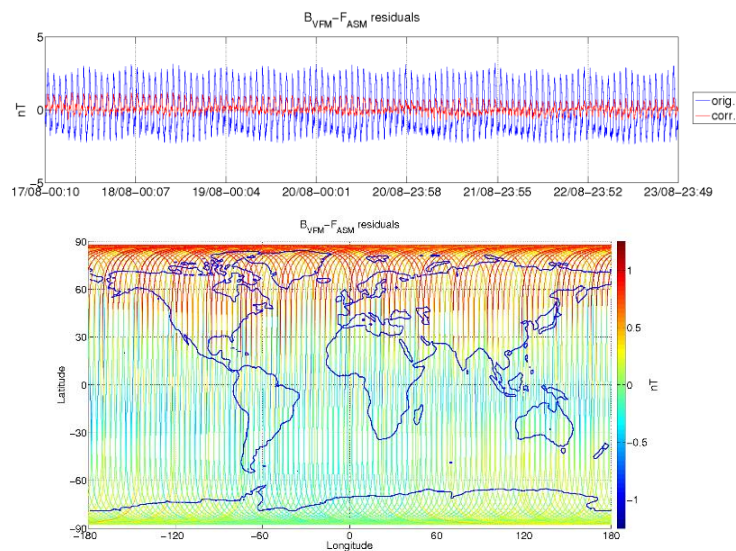 B_VFM-F_ASM residuals
5
0
-5
nT
17/08-00:10 18/08-00:07 19/08-00:04 20/08-00:01 20/08-23:58 21/08-23:55 22/08-23:52 23/08-23:49
orig.
corr.
B_VFM-F_ASM residuals
90
60
30
0
-30
-60
-90
Latitude
-180 -120 -60 0 60 120 180
Longitude
1
0.5
0
-0.5
-1
nT